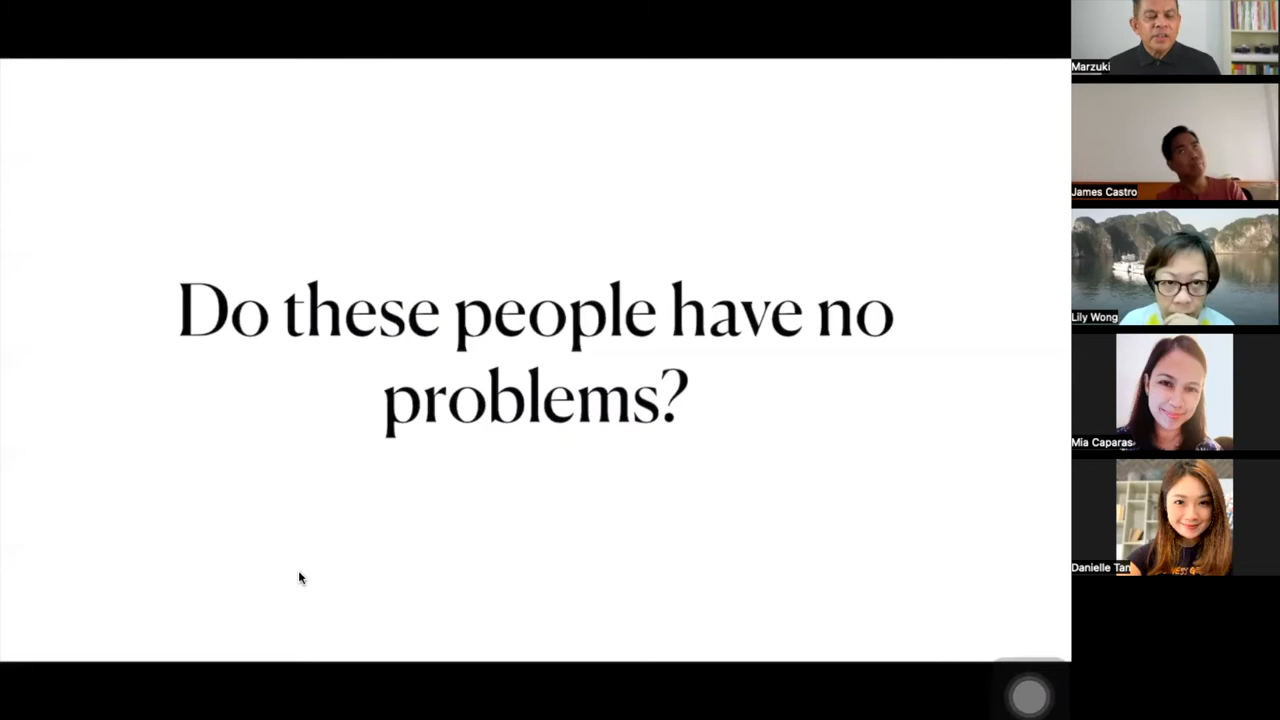 Do these people have no
problems?
Marzuki
James Castro
Lily Wong
Mia Caparas
Danielle Tan